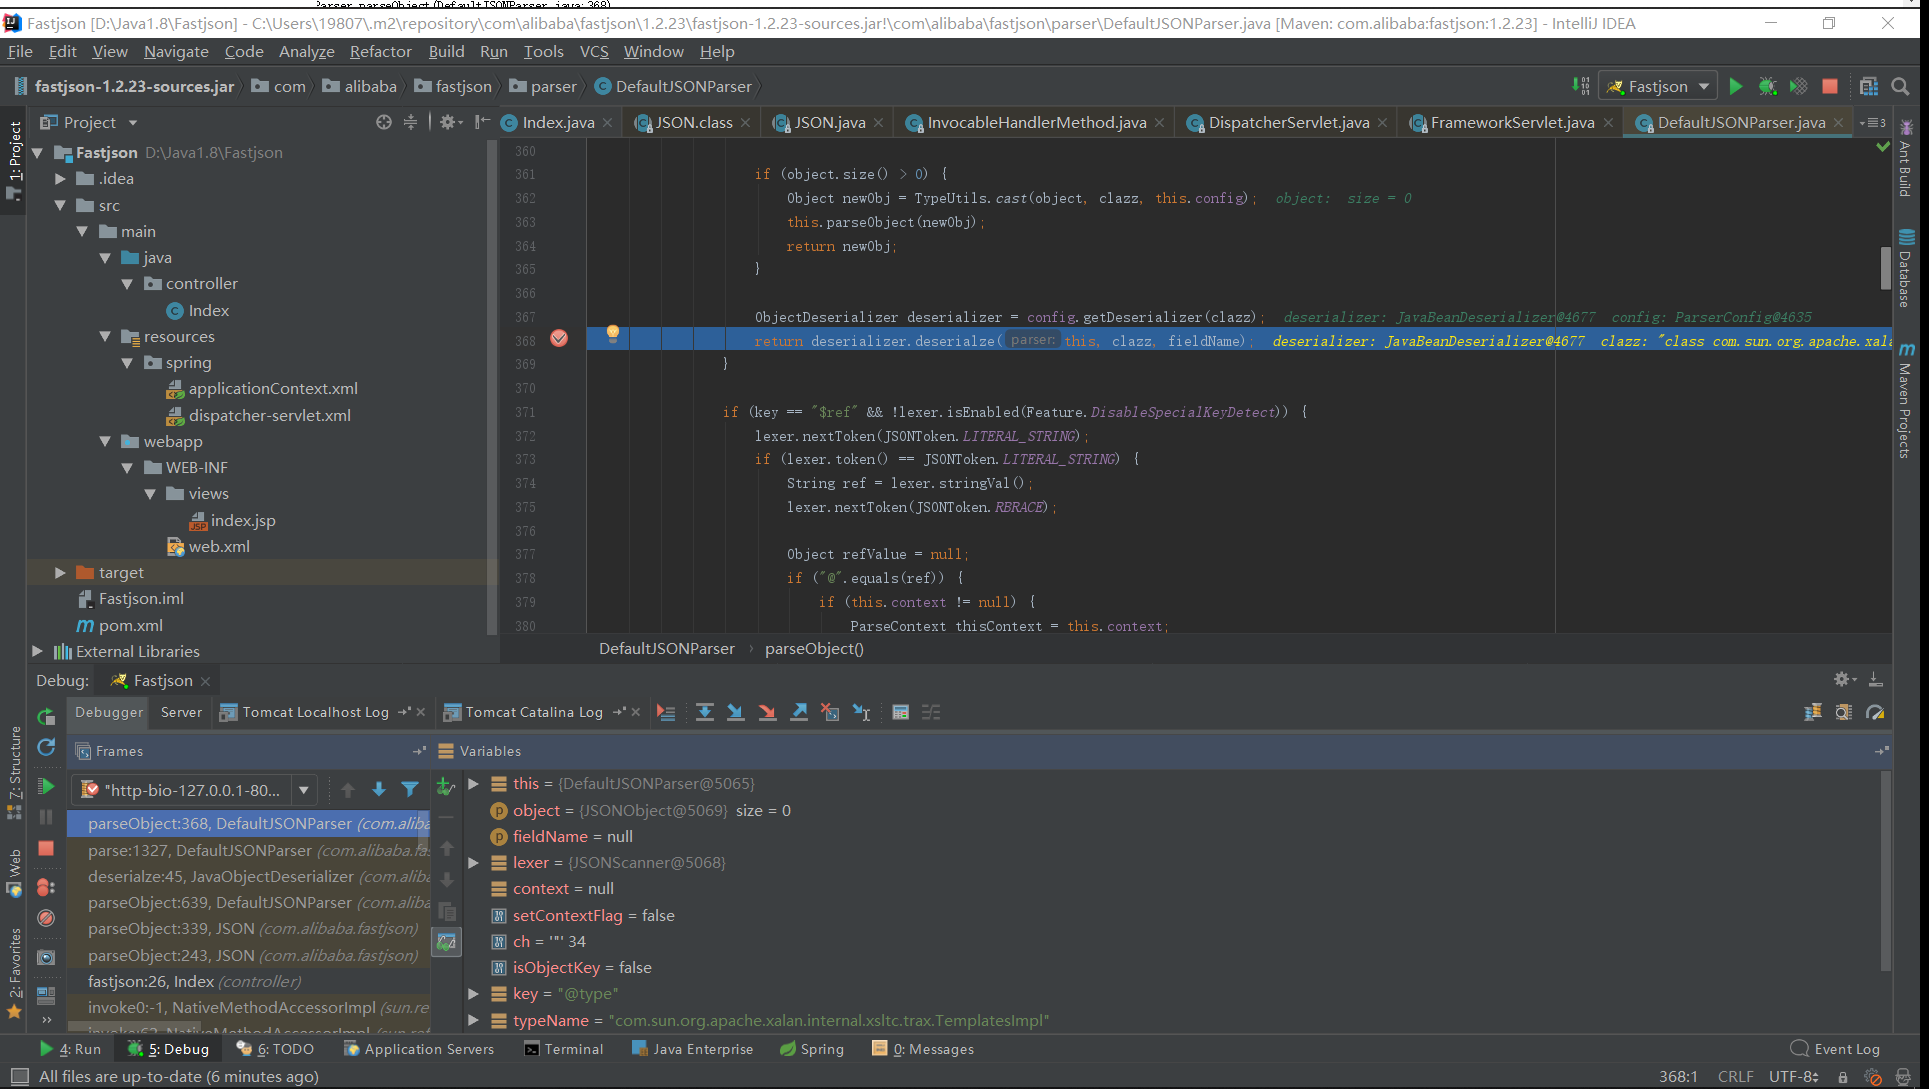 Parser.parseObject(DefaultJSONParser.java:368)
Fastjson [D:\Java1.8\Fastjson] - C:\Users\19807\.m2\repository\com\alibaba\fastjson\1.2.23\fastjson-1.2.23-sources.jar!\com\alibaba\fastjson\parser\DefaultJSONParser.java [Maven: com.alibaba:fastjson:1.2.23] - IntelliJ IDEA
File Edit View Navigate Code Analyze Refactor Build Run Tools VCS Window Help
fastjson-1.2.23-sources.jar com alibaba fastjson parser DefaultJSONParser Fastjson
Project Index.java JSON.class JSON.java InvocableHandlerMethod.java DispatcherServlet.java FrameworkServlet.java DefaultJSONParser.java
1: Project
Fastjson D:\Java1.8\Fastjson
.idea
src
main
java
controller
Index
resources
spring
applicationContext.xml
dispatcher-servlet.xml
webapp
WEB-INF
views
index.jsp
web.xml
target
Fastjson.iml
pom.xml
External Libraries
360
361 if (object.size() > 0) {
362 Object newObj = TypeUtils.cast(object, clazz, this.config); object: size = 0
363 this.parseObject(newObj);
364 return newObj;
365 }
366
367 ObjectDeserializer deserializer = config.getDeserializer(clazz); deserializer: JavaBeanDeserializer@4677 config: ParserConfig@4635
368 return deserializer.deserialze( parser: this, clazz, fieldName); deserializer: JavaBeanDeserializer@4677 clazz: "class com.sun.org.apache.xala
369 }
370
371 if (key == "$ref" && !lexer.isEnabled(Feature.DisableSpecialKeyDetect)) {
372 lexer.nextToken(JSONToken.LITERAL_STRING);
373 if (lexer.token() == JSONToken.LITERAL_STRING) {
374 String ref = lexer.stringVal();
375 lexer.nextToken(JSONToken.RBRACE);
376
377 Object refValue = null;
378 if ("@".equals(ref)) {
379 if (this.context != null) {
380 ParseContext thisContext = this.context;
DefaultJSONParser › parseObject()
Ant Build
Database
Maven Projects
Debug: Fastjson
Debugger Server Tomcat Localhost Log Tomcat Catalina Log
Frames
"http-bio-127.0.0.1-80...
parseObject:368, DefaultJSONParser (com.aliba
parse:1327, DefaultJSONParser (com.alibaba.fas
deserialze:45, JavaObjectDeserializer (com.alib
parseObject:639, DefaultJSONParser (com.aliba
parseObject:339, JSON (com.alibaba.fastjson)
parseObject:243, JSON (com.alibaba.fastjson)
fastjson:26, Index (controller)
invoke0:-1, NativeMethodAccessorImpl (sun.re
invoke:62, NativeMethodAccessorImpl (sun.ref
Variables
this = {DefaultJSONParser@5065}
object = {JSONObject@5069} size = 0
fieldName = null
lexer = {JSONScanner@5068}
context = null
setContextFlag = false
ch = '"' 34
isObjectKey = false
key = "@type"
typeName = "com.sun.org.apache.xalan.internal.xsltc.trax.TemplatesImpl"
7: Structure
Web
2: Favorites
4: Run 5: Debug 6: TODO Application Servers Terminal Java Enterprise Spring 0: Messages Event Log
All files are up-to-date (6 minutes ago) 368:1 CRLF UTF-8